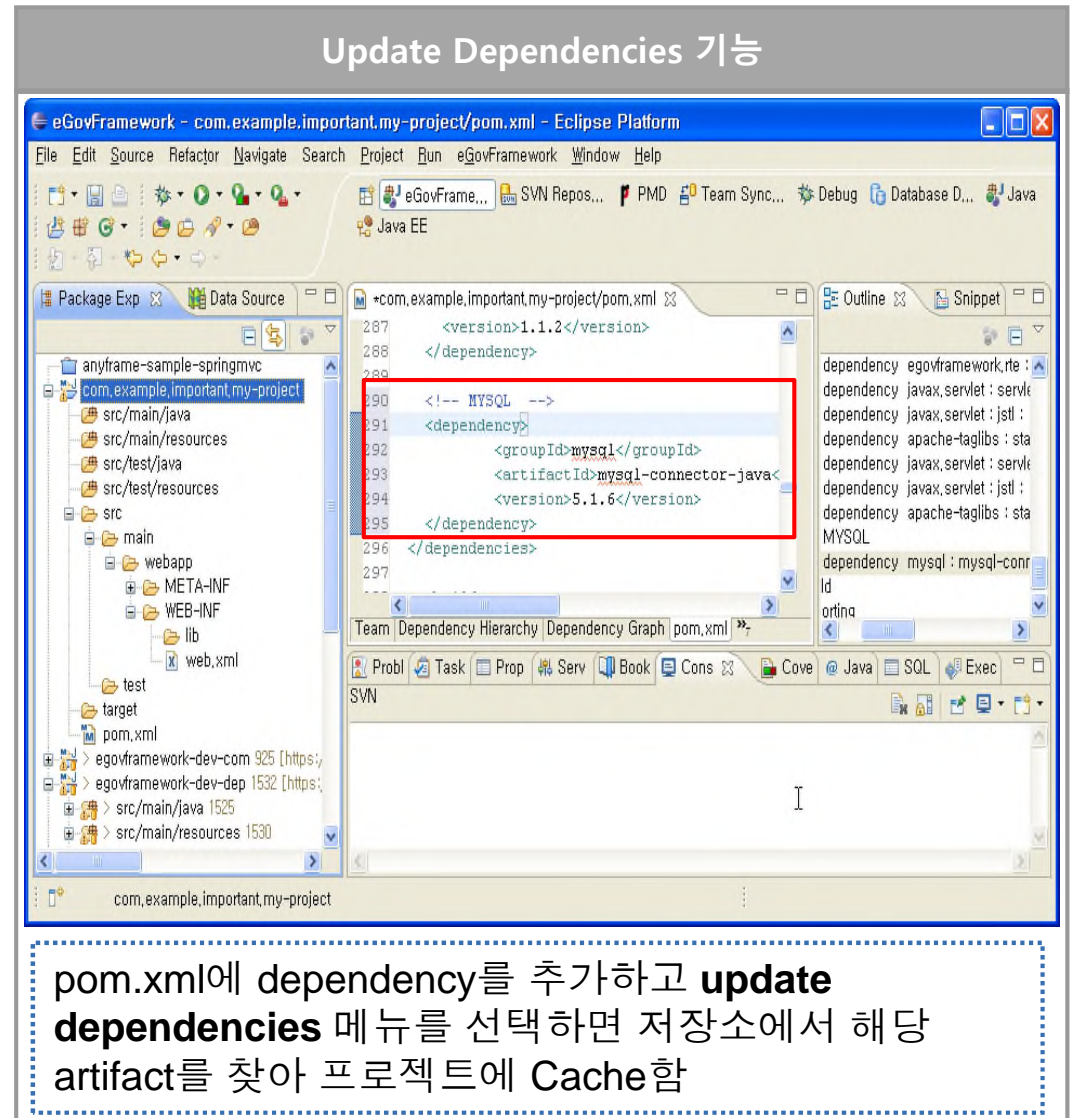 Update Dependencies 기능
eGovFramework - com.example.important.my-project/pom.xml - Eclipse Platform
File Edit Source Refactor Navigate Search Project Run eGovFramework Window Help
eGovFrame... SVN Repos... PMD Team Sync... Debug Database D... Java
Java EE
Package Exp Data Source
*com.example.important.my-project/pom.xml
Outline Snippet
anyframe-sample-springmvc
com.example.important.my-project
src/main/java
src/main/resources
src/test/java
src/test/resources
src
main
webapp
META-INF
WEB-INF
lib
web.xml
test
target
pom.xml
> egovframework-dev-com 925 [https:/
> egovframework-dev-dep 1532 [https:
> src/main/java 1525
> src/main/resources 1530
287 <version>1.1.2</version>
288 </dependency>
289
290 <!-- MYSQL -->
291 <dependency>
292 <groupId>mysql</groupId>
293 <artifactId>mysql-connector-java<
294 <version>5.1.6</version>
295 </dependency>
296 </dependencies>
297
Team Dependency Hierarchy Dependency Graph pom.xml »7
dependency egovframework.rte :
dependency javax.servlet : servle
dependency javax.servlet : jstl :
dependency apache-taglibs : sta
dependency javax.servlet : servle
dependency javax.servlet : jstl :
dependency apache-taglibs : sta
MYSQL
dependency mysql : mysql-conr
ld
orting
Probl Task Prop Serv Book Cons Cove Java SQL Exec
SVN
com.example.important.my-project
pom.xml에 dependency를 추가하고 update
dependencies 메뉴를 선택하면 저장소에서 해당
artifact를 찾아 프로젝트에 Cache함